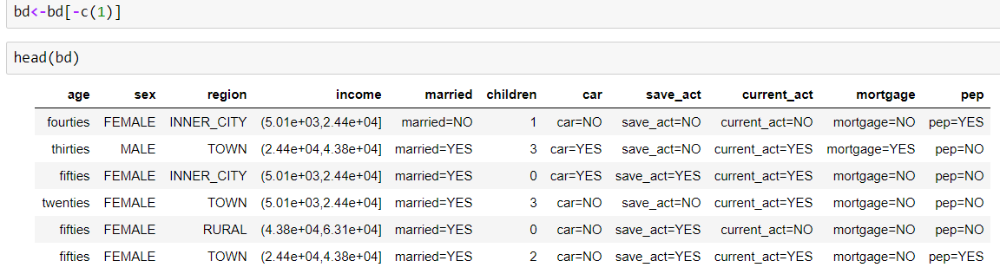 bd<-bd[-c(1)]
head(bd)
age sex region income married children car save_act current_act mortgage pep
fourties FEMALE INNER_CITY (5.01e+03,2.44e+04] married=NO 1 car=NO save_act=NO current_act=NO mortgage=NO pep=YES
thirties MALE TOWN (2.44e+04,4.38e+04] married=YES 3 car=YES save_act=NO current_act=YES mortgage=YES pep=NO
fifties FEMALE INNER_CITY (5.01e+03,2.44e+04] married=YES 0 car=YES save_act=YES current_act=YES mortgage=NO pep=NO
twenties FEMALE TOWN (5.01e+03,2.44e+04] married=YES 3 car=NO save_act=NO current_act=YES mortgage=NO pep=NO
fifties FEMALE RURAL (4.38e+04,6.31e+04] married=YES 0 car=NO save_act=YES current_act=NO mortgage=NO pep=NO
fifties FEMALE TOWN (2.44e+04,4.38e+04] married=YES 2 car=NO save_act=YES current_act=YES mortgage=NO pep=YES